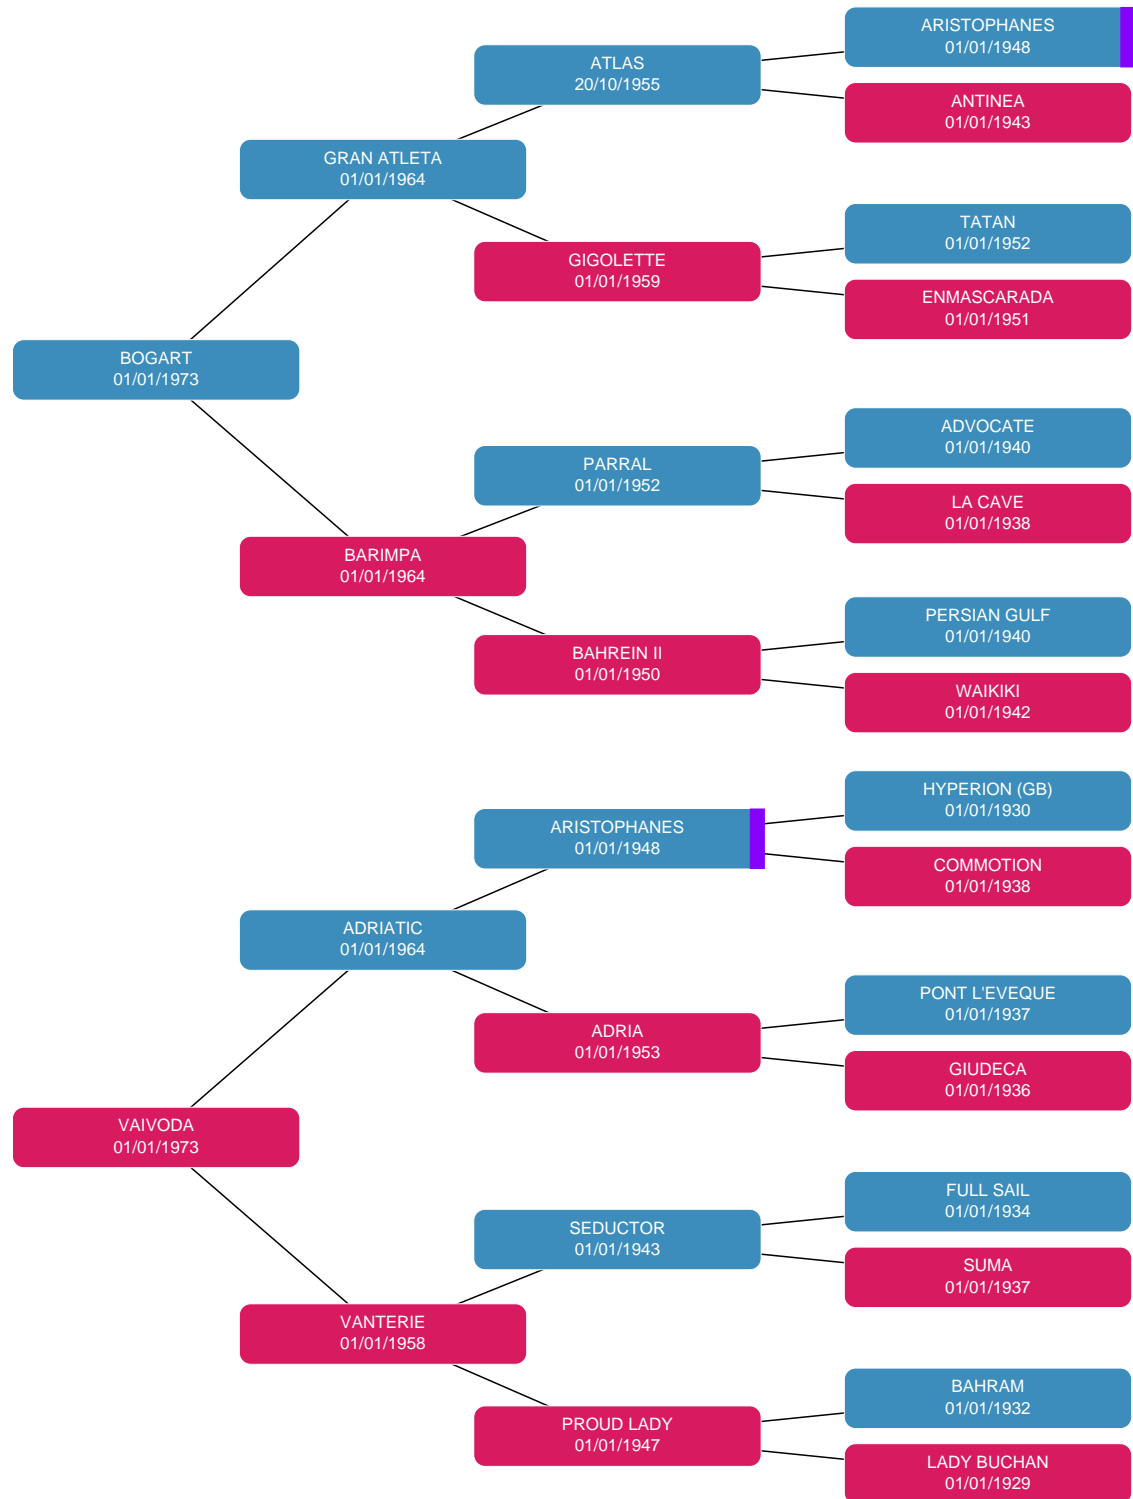 ARISTOPHANES
01/01/1948
ATLAS
20/10/1955
ANTINEA
01/01/1943
GRAN ATLETA
01/01/1964
TATAN
01/01/1952
GIGOLETTE
01/01/1959
ENMASCARADA
01/01/1951
BOGART
01/01/1973
ADVOCATE
01/01/1940
PARRAL
01/01/1952
LA CAVE
01/01/1938
BARIMPA
01/01/1964
PERSIAN GULF
01/01/1940
BAHREIN II
01/01/1950
WAIKIKI
01/01/1942
HYPERION (GB)
01/01/1930
ARISTOPHANES
01/01/1948
COMMOTION
01/01/1938
ADRIATIC
01/01/1964
PONT L'EVEQUE
01/01/1937
ADRIA
01/01/1953
GIUDECA
01/01/1936
VAIVODA
01/01/1973
FULL SAIL
01/01/1934
SEDUCTOR
01/01/1943
SUMA
01/01/1937
VANTERIE
01/01/1958
BAHRAM
01/01/1932
PROUD LADY
01/01/1947
LADY BUCHAN
01/01/1929